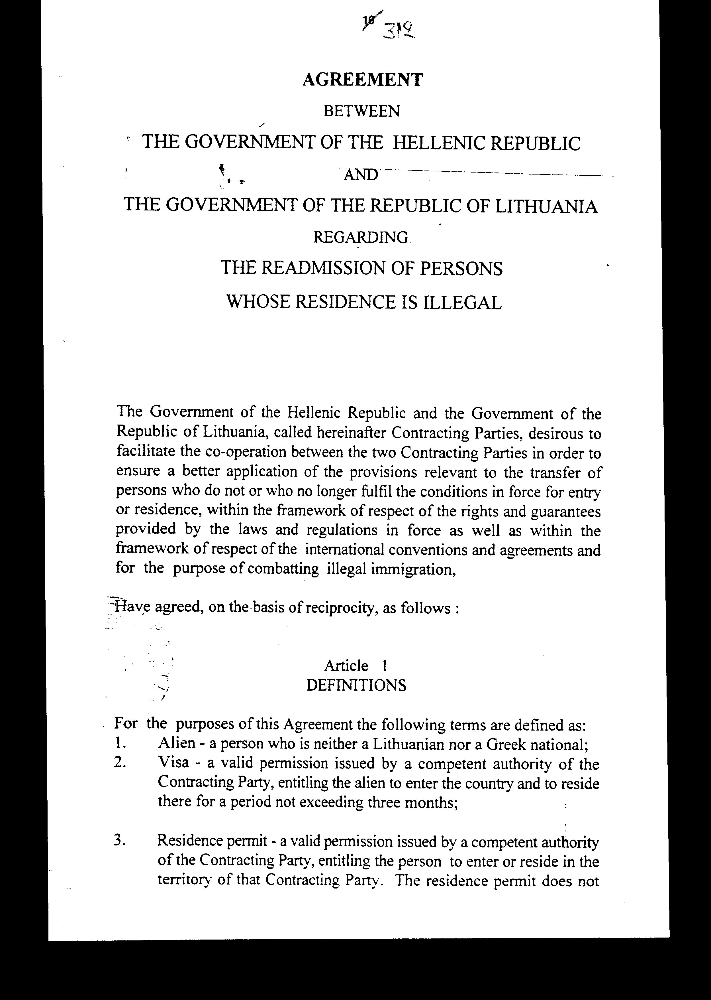 16 312
AGREEMENT
BETWEEN
THE GOVERNMENT OF THE HELLENIC REPUBLIC
AND
THE GOVERNMENT OF THE REPUBLIC OF LITHUANIA
REGARDING
THE READMISSION OF PERSONS
WHOSE RESIDENCE IS ILLEGAL
The Government of the Hellenic Republic and the Government of the
Republic of Lithuania, called hereinafter Contracting Parties, desirous to
facilitate the co-operation between the two Contracting Parties in order to
ensure a better application of the provisions relevant to the transfer of
persons who do not or who no longer fulfil the conditions in force for entry
or residence, within the framework of respect of the rights and guarantees
provided by the laws and regulations in force as well as within the
framework of respect of the international conventions and agreements and
for the purpose of combatting illegal immigration,
Have agreed, on the basis of reciprocity, as follows :
Article 1
DEFINITIONS
For the purposes of this Agreement the following terms are defined as:
1. Alien - a person who is neither a Lithuanian nor a Greek national;
2. Visa - a valid permission issued by a competent authority of the
Contracting Party, entitling the alien to enter the country and to reside
there for a period not exceeding three months;
3. Residence permit - a valid permission issued by a competent authority
of the Contracting Party, entitling the person to enter or reside in the
territory of that Contracting Party. The residence permit does not